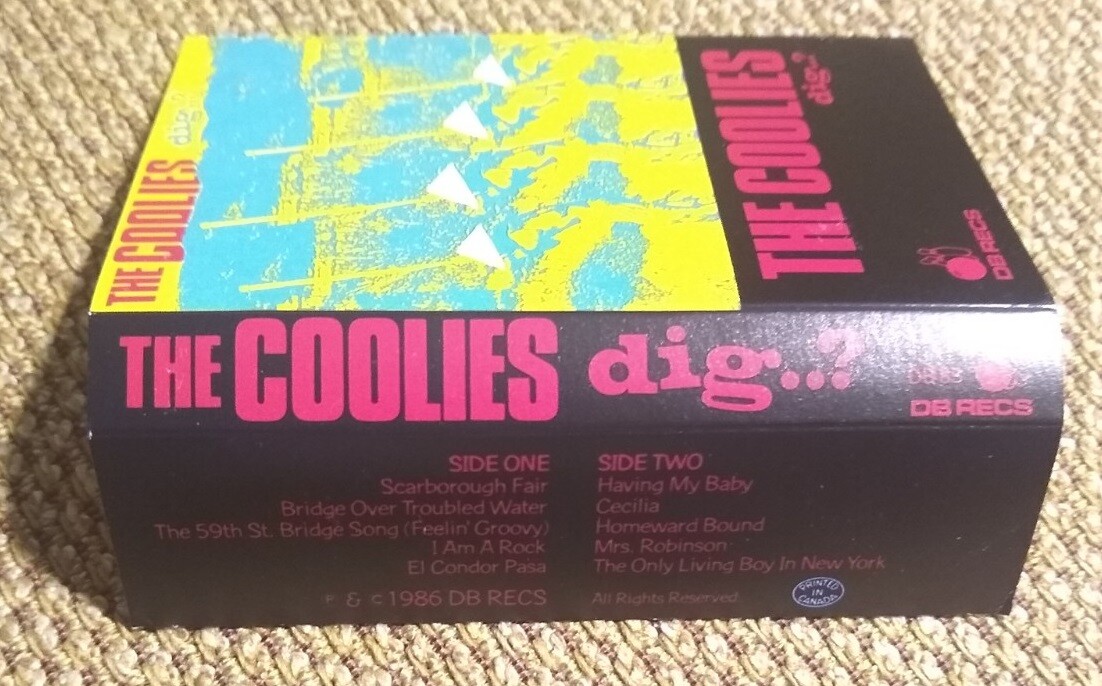 THE COOLIES
dig..?
THE COOLIES
dig..?
DB RECS
THE COOLIES dig...?
DB RECS
SIDE ONE
Scarborough Fair
Bridge Over Troubled Water
The 59th St. Bridge Song (Feelin' Groovy)
I Am A Rock
El Condor Pasa
P & C 1986 DB RECS
SIDE TWO
Having My Baby
Cecilia
Homeward Bound
Mrs. Robinson
The Only Living Boy In New York
All Rights Reserved.
PRINTED
IN
CANADA